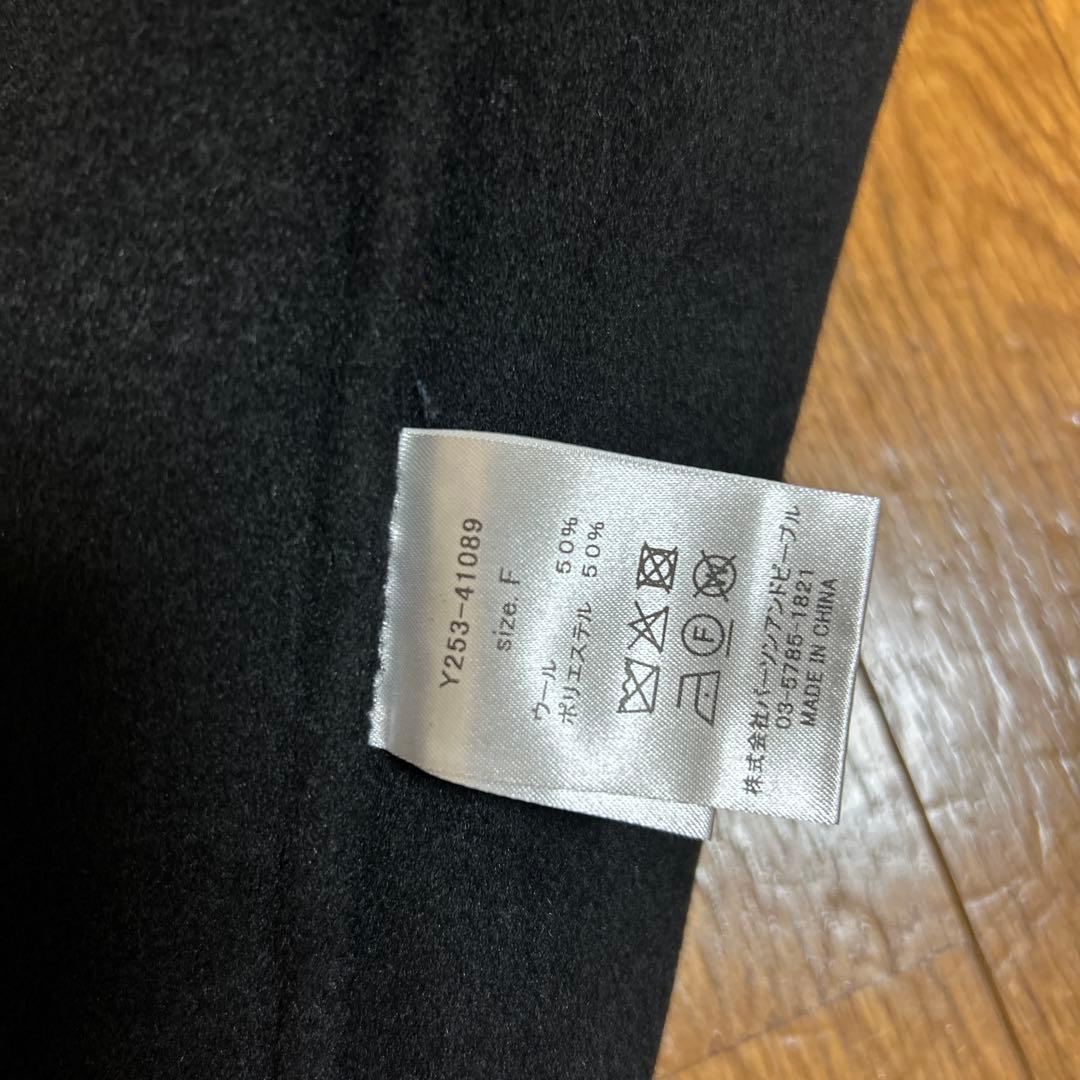 Y253-41089
size. F
ウール 50%
ポリエステル 50%
F
株式会社パーソンアンドピープル
03-5785-1821
MADE IN CHINA